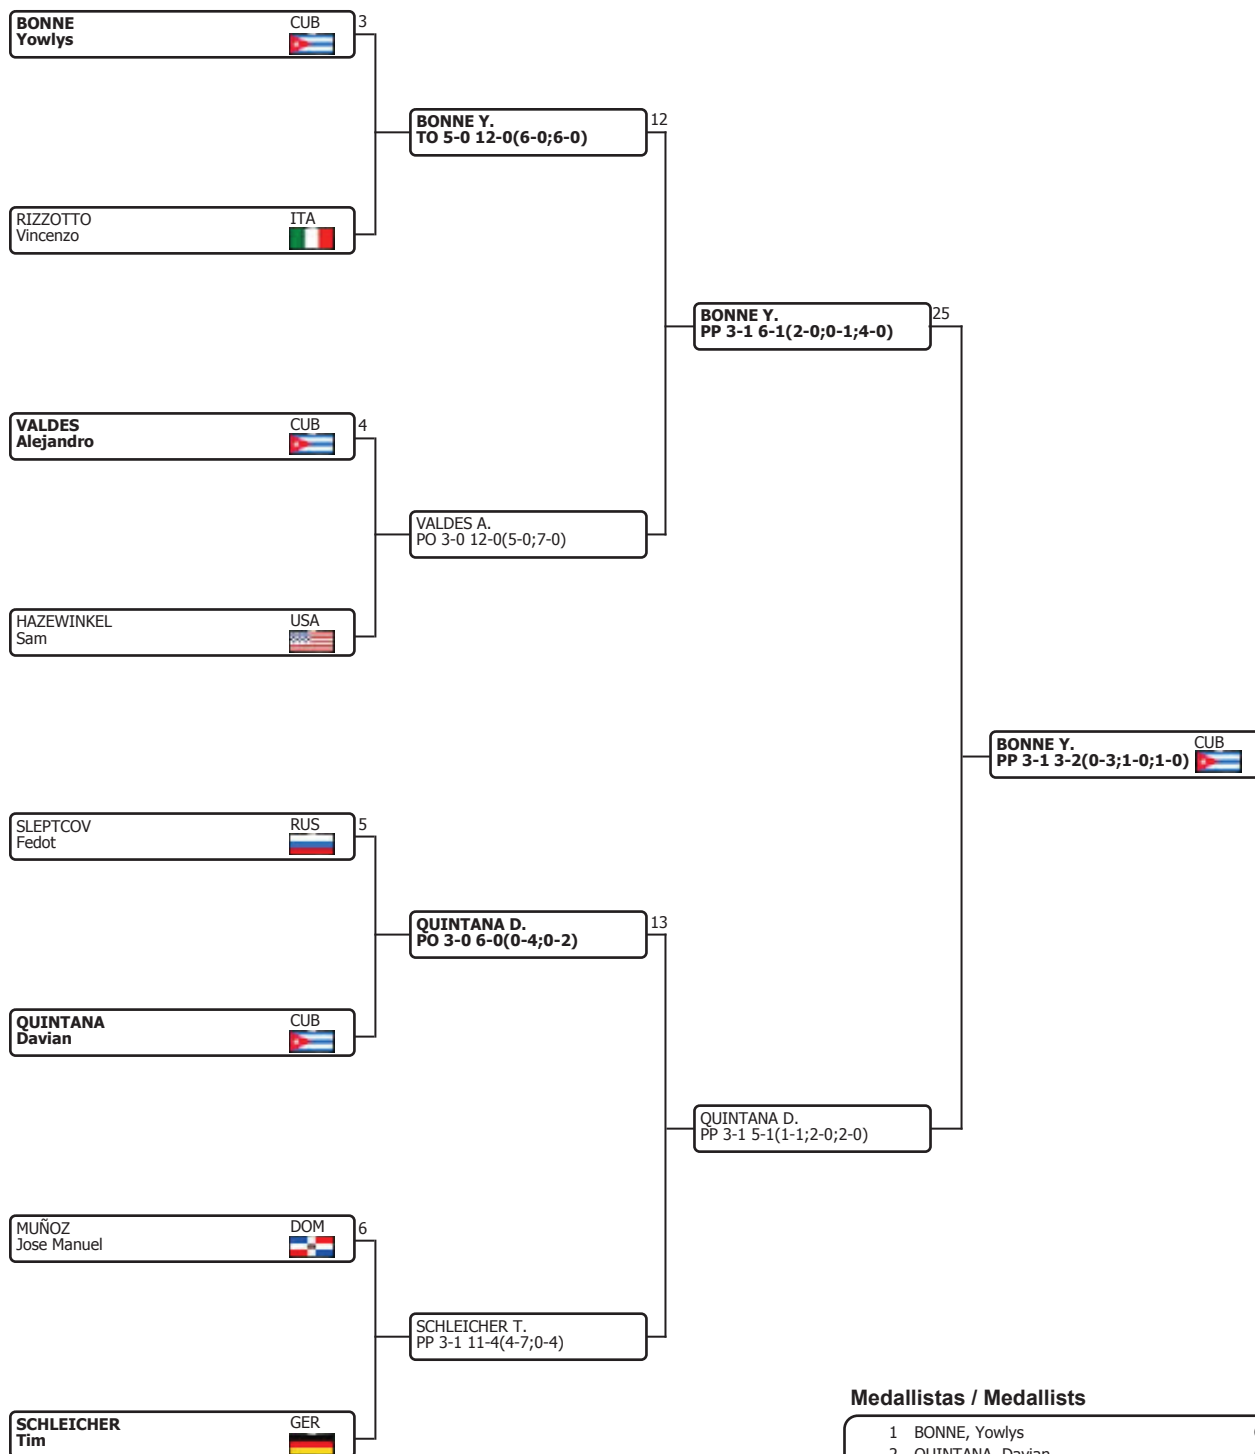 BONNE CUB 3
Yowlys
BONNE Y. 12
TO 5-0 12-0(6-0;6-0)
RIZZOTTO ITA
Vincenzo
BONNE Y. 25
PP 3-1 6-1(2-0;0-1;4-0)
VALDES CUB 4
Alejandro
VALDES A.
PO 3-0 12-0(5-0;7-0)
HAZEWINKEL USA
Sam
BONNE Y. CUB
PP 3-1 3-2(0-3;1-0;1-0)
SLEPTCOV RUS 5
Fedot
QUINTANA D. 13
PO 3-0 6-0(0-4;0-2)
QUINTANA CUB
Davian
QUINTANA D.
PP 3-1 5-1(1-1;2-0;2-0)
MUÑOZ DOM 6
Jose Manuel
SCHLEICHER T.
PP 3-1 11-4(4-7;0-4)
SCHLEICHER GER
Tim
Medallistas / Medallists
1 BONNE, Yowlys
2 QUINTANA, Davian